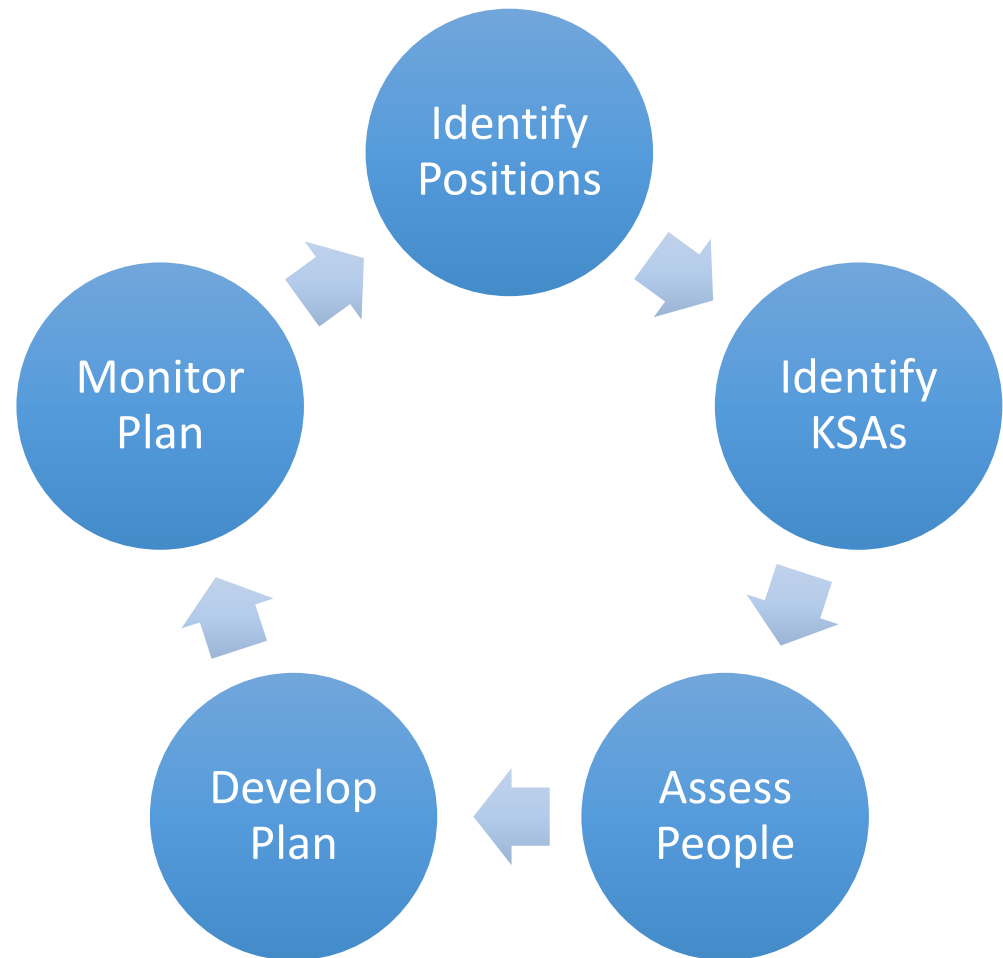 Identify
Positions
Identify
KSAs
Assess
People
Develop
Plan
Monitor
Plan